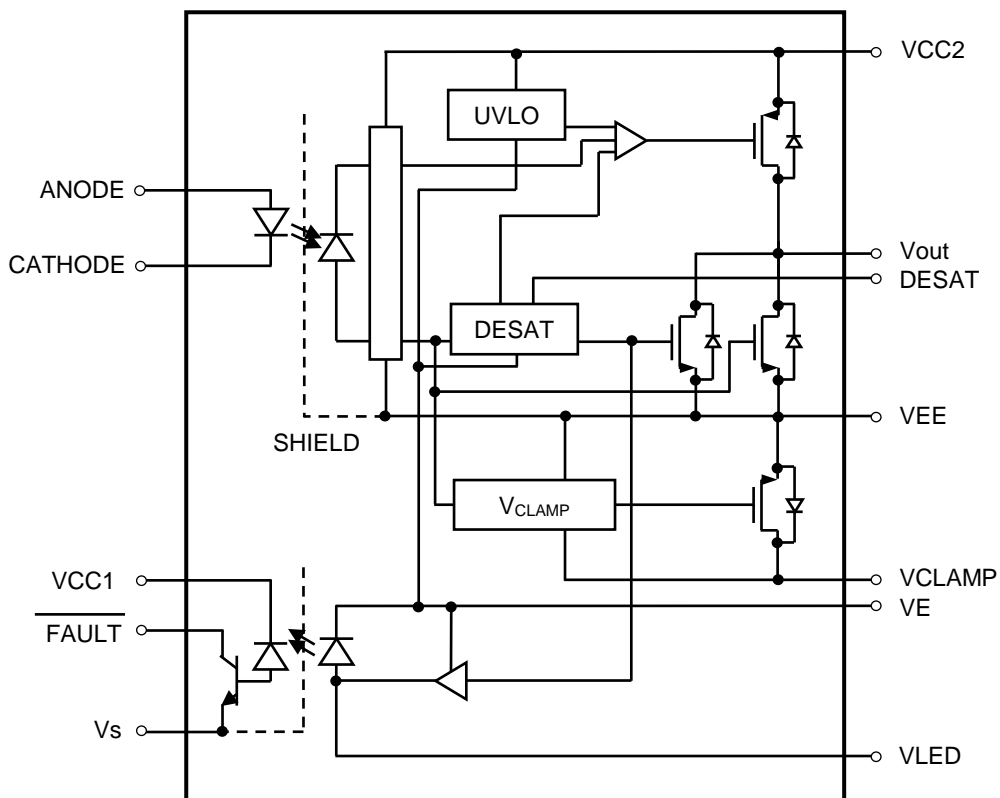 VCC2
UVLO
ANODE
CATHODE
Vout
DESAT
DESAT
VEE
SHIELD
VCLAMP
VCC1
VCLAMP
VE
FAULT
Vs
VLED